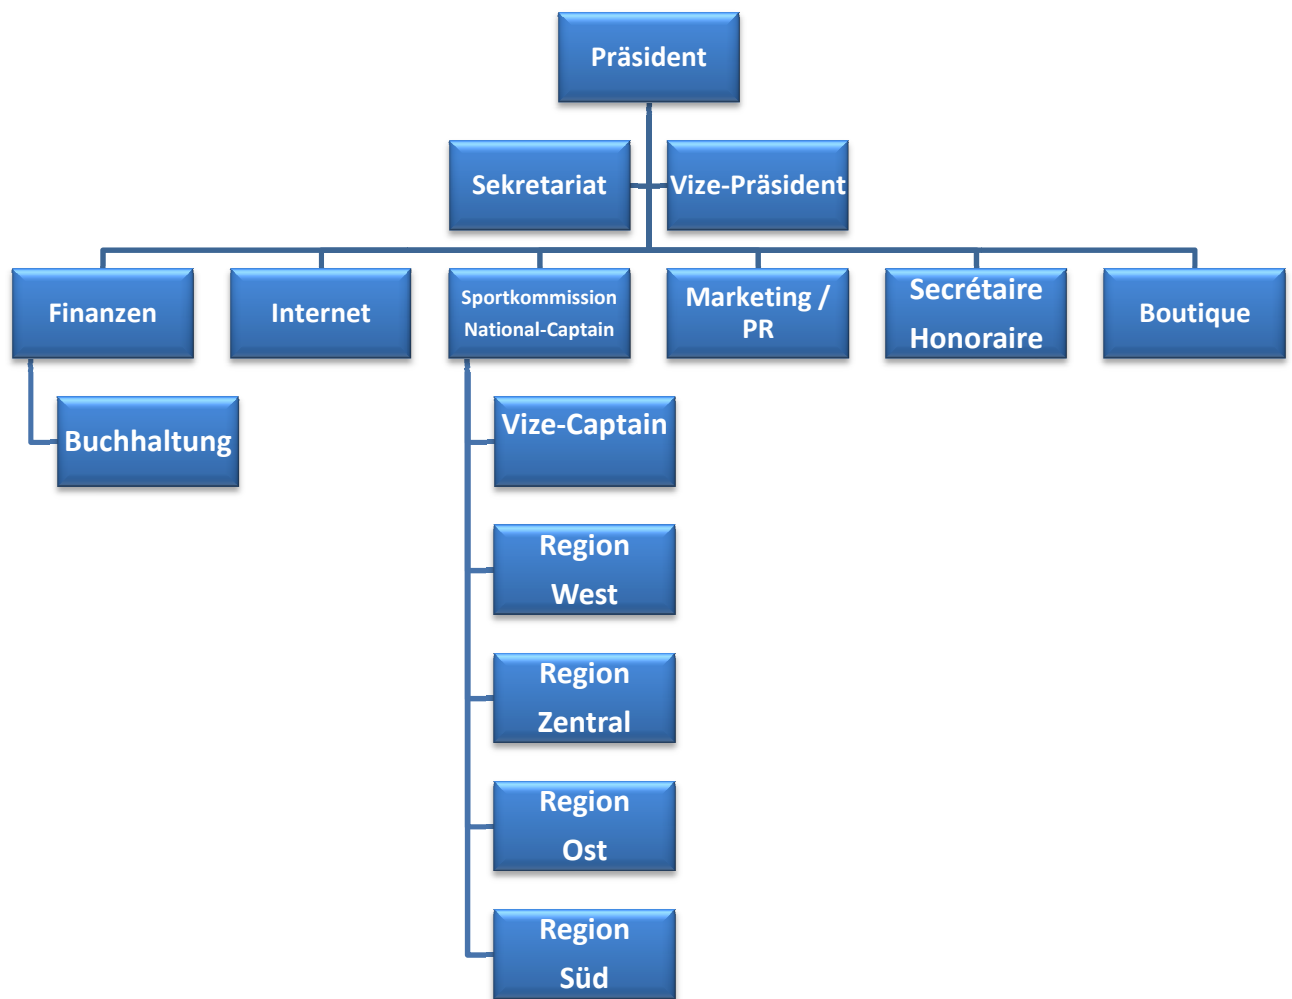 Präsident
Sekretariat
Vize-Präsident
Finanzen
Internet
Sportkommission
National-Captain
Marketing /
PR
Secrétaire
Honoraire
Boutique
Buchhaltung
Vize-Captain
Region
West
Region
Zentral
Region
Ost
Region
Süd